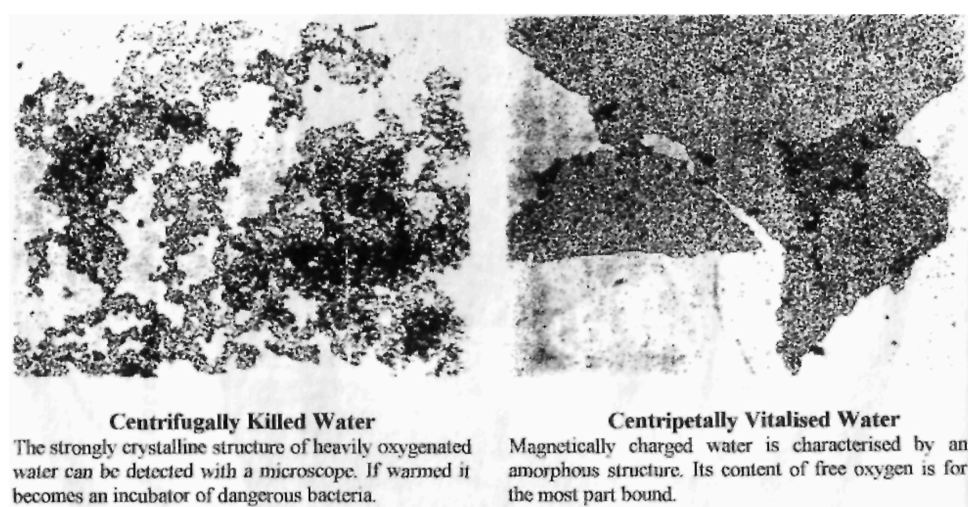 Centrifugally Killed Water
The strongly crystalline structure of heavily oxygenated
water can be detected with a microscope. If warmed it
becomes an incubator of dangerous bacteria.
Centripetally Vitalised Water
Magnetically charged water is characterised by an
amorphous structure. Its content of free oxygen is for
the most part bound.